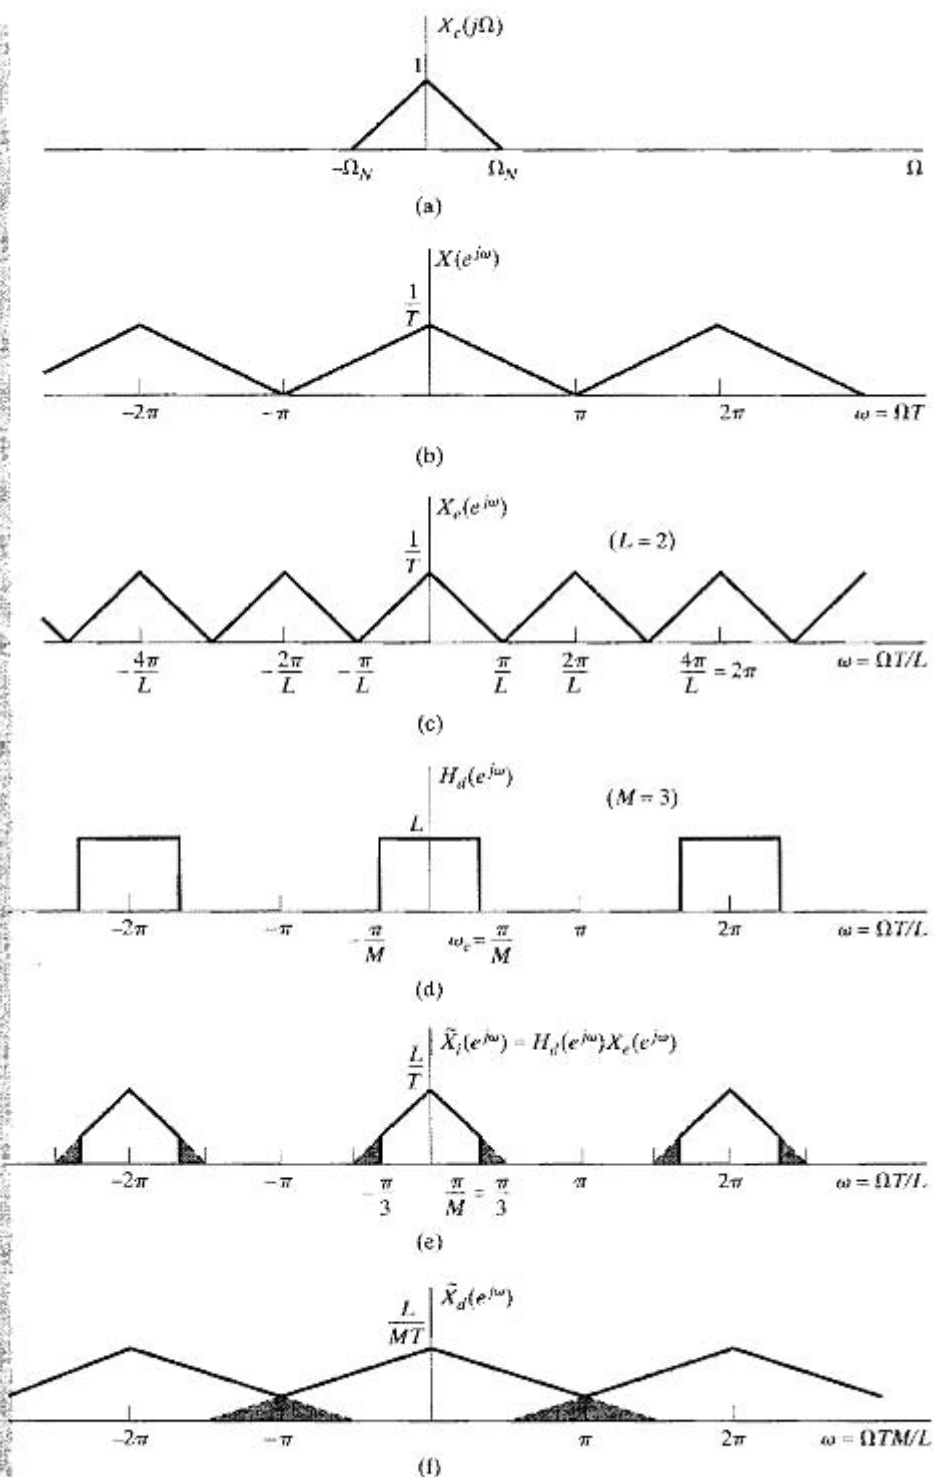 X_c(jΩ)
1
-Ω_N Ω_N Ω
(a)
X(e^{jω})
1/T
-2π -π π 2π ω = ΩT
(b)
X_e(e^{jω})
1/T (L = 2)
-4π/L -2π/L -π/L π/L 2π/L 4π/L = 2π ω = ΩT/L
(c)
H_d(e^{jω})
(M = 3)
L
-2π -π -π/M ω_c = π/M π 2π ω = ΩT/L
(d)
X̃_i(e^{jω}) = H_d(e^{jω})X_e(e^{jω})
L/T
-2π -π -π/3 π/M = π/3 π 2π ω = ΩT/L
(e)
X̃_d(e^{jω})
L/MT
-2π -π π 2π ω = ΩTM/L
(f)